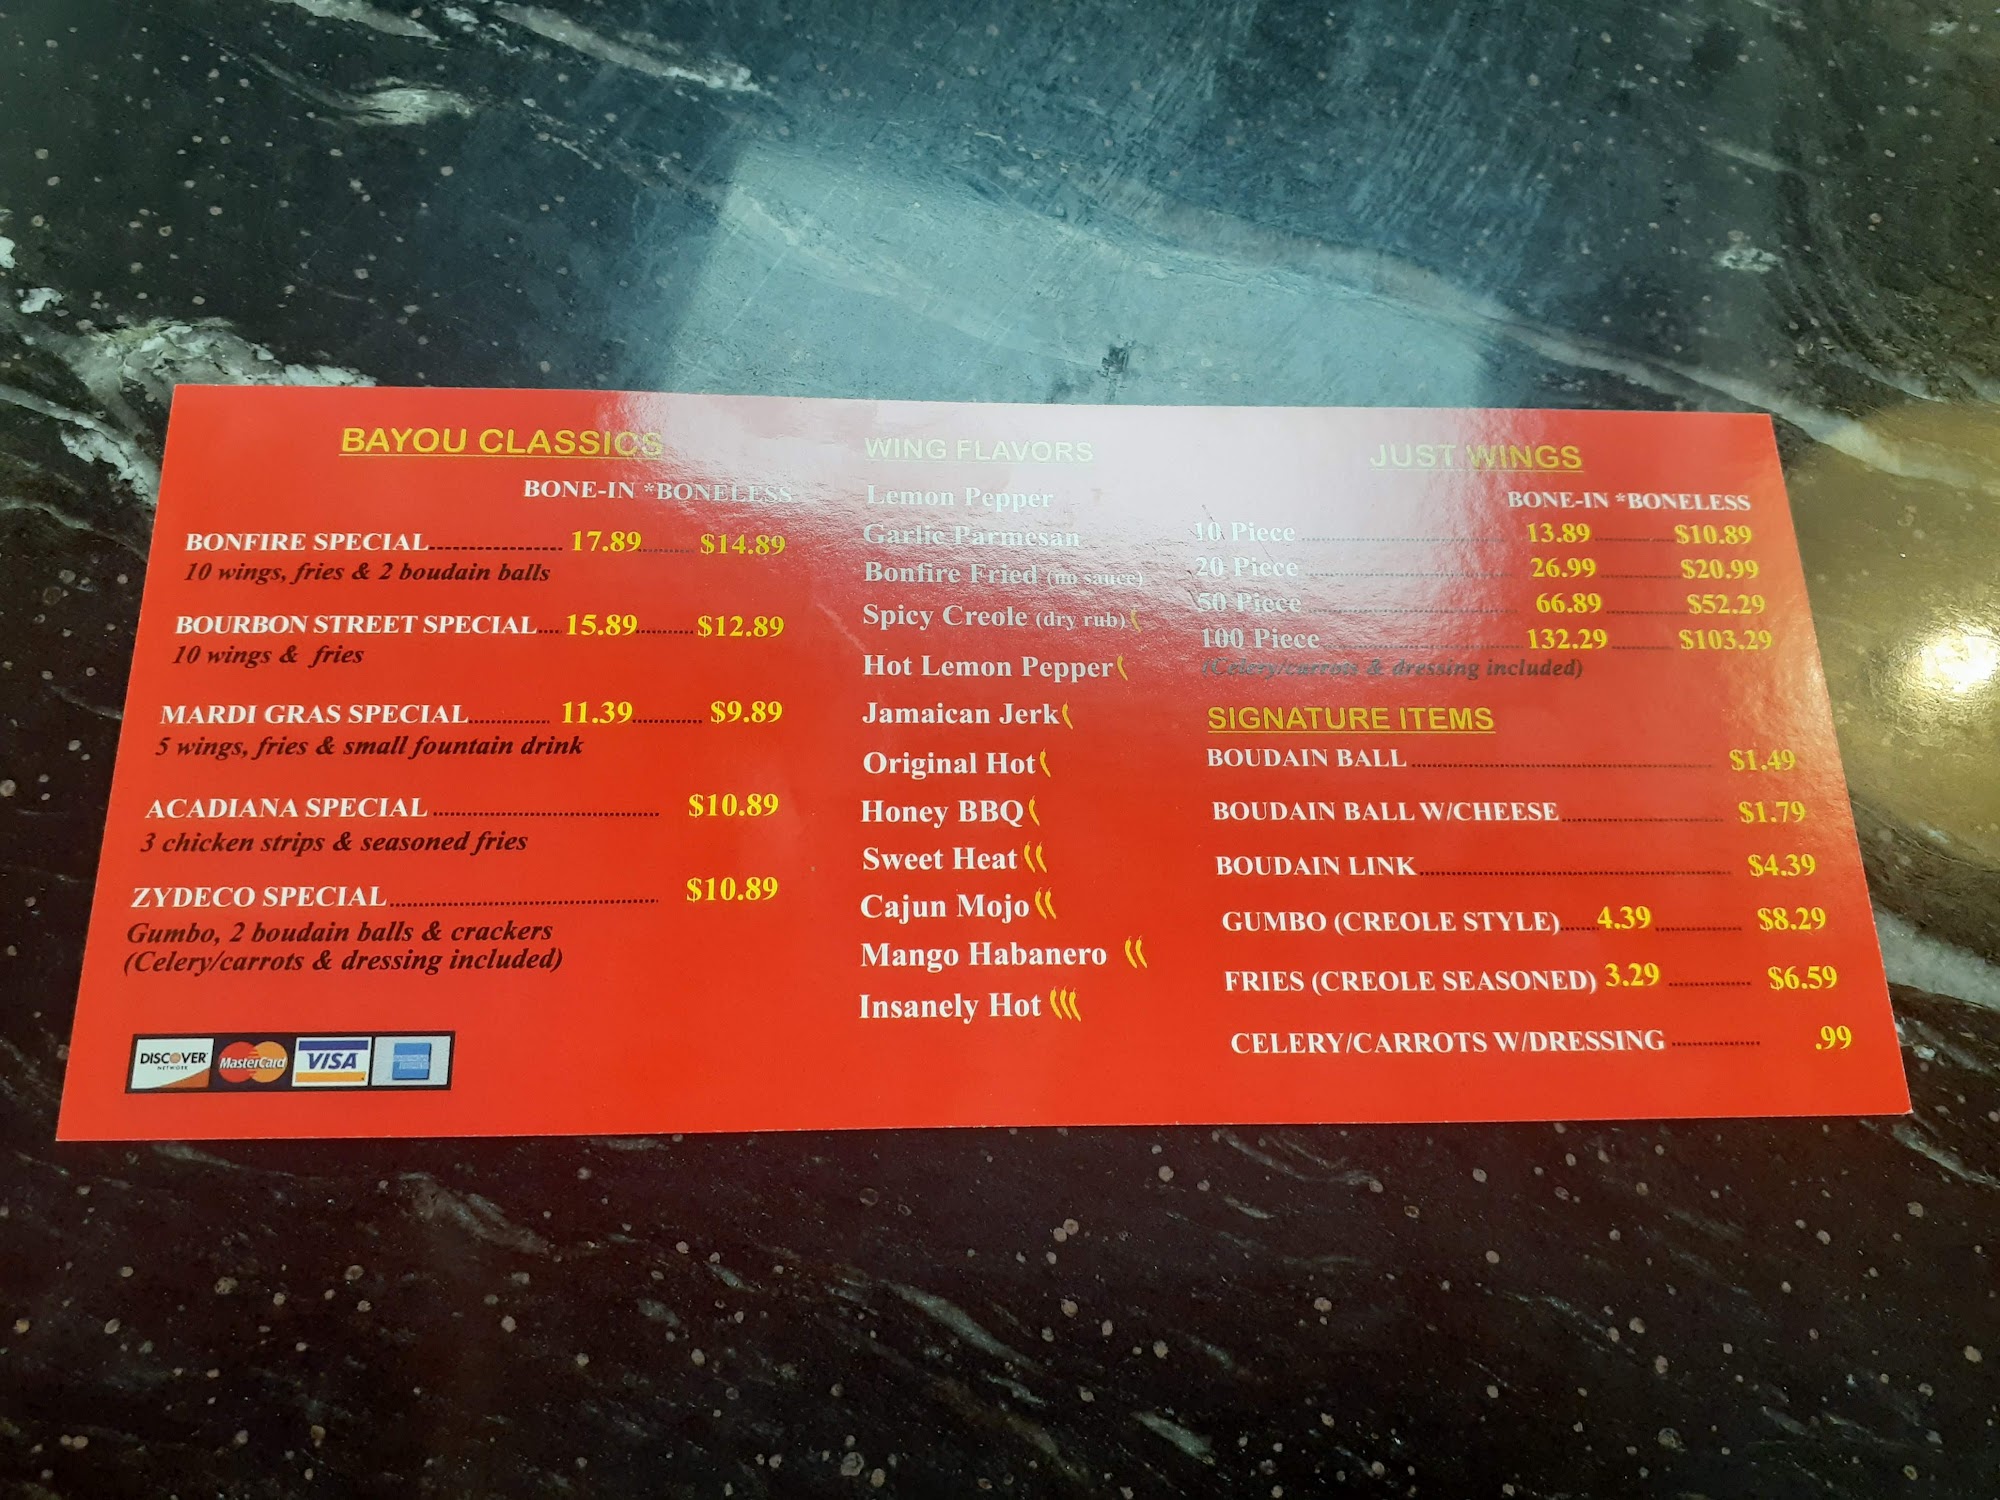 BAYOU CLASSICS
BONE-IN *BONELESS
BONFIRE SPECIAL 17.89 $14.89
10 wings, fries & 2 boudain balls
BOURBON STREET SPECIAL 15.89 $12.89
10 wings & fries
MARDI GRAS SPECIAL 11.39 $9.89
5 wings, fries & small fountain drink
ACADIANA SPECIAL $10.89
3 chicken strips & seasoned fries
ZYDECO SPECIAL $10.89
Gumbo, 2 boudain balls & crackers
(Celery/carrots & dressing included)
DISCOVER NETWORK MasterCard VISA
WING FLAVORS
Lemon Pepper
Garlic Parmesan
Bonfire Fried (no sauce)
Spicy Creole (dry rub)
Hot Lemon Pepper
Jamaican Jerk
Original Hot
Honey BBQ
Sweet Heat
Cajun Mojo
Mango Habanero
Insanely Hot
JUST WINGS
BONE-IN *BONELESS
10 Piece 13.89 $10.89
20 Piece 26.99 $20.99
50 Piece 66.89 $52.29
100 Piece 132.29 $103.29
(Celery/carrots & dressing included)
SIGNATURE ITEMS
BOUDAIN BALL $1.49
BOUDAIN BALL W/CHEESE $1.79
BOUDAIN LINK $4.39
GUMBO (CREOLE STYLE) 4.39 $8.29
FRIES (CREOLE SEASONED) 3.29 $6.59
CELERY/CARROTS W/DRESSING .99